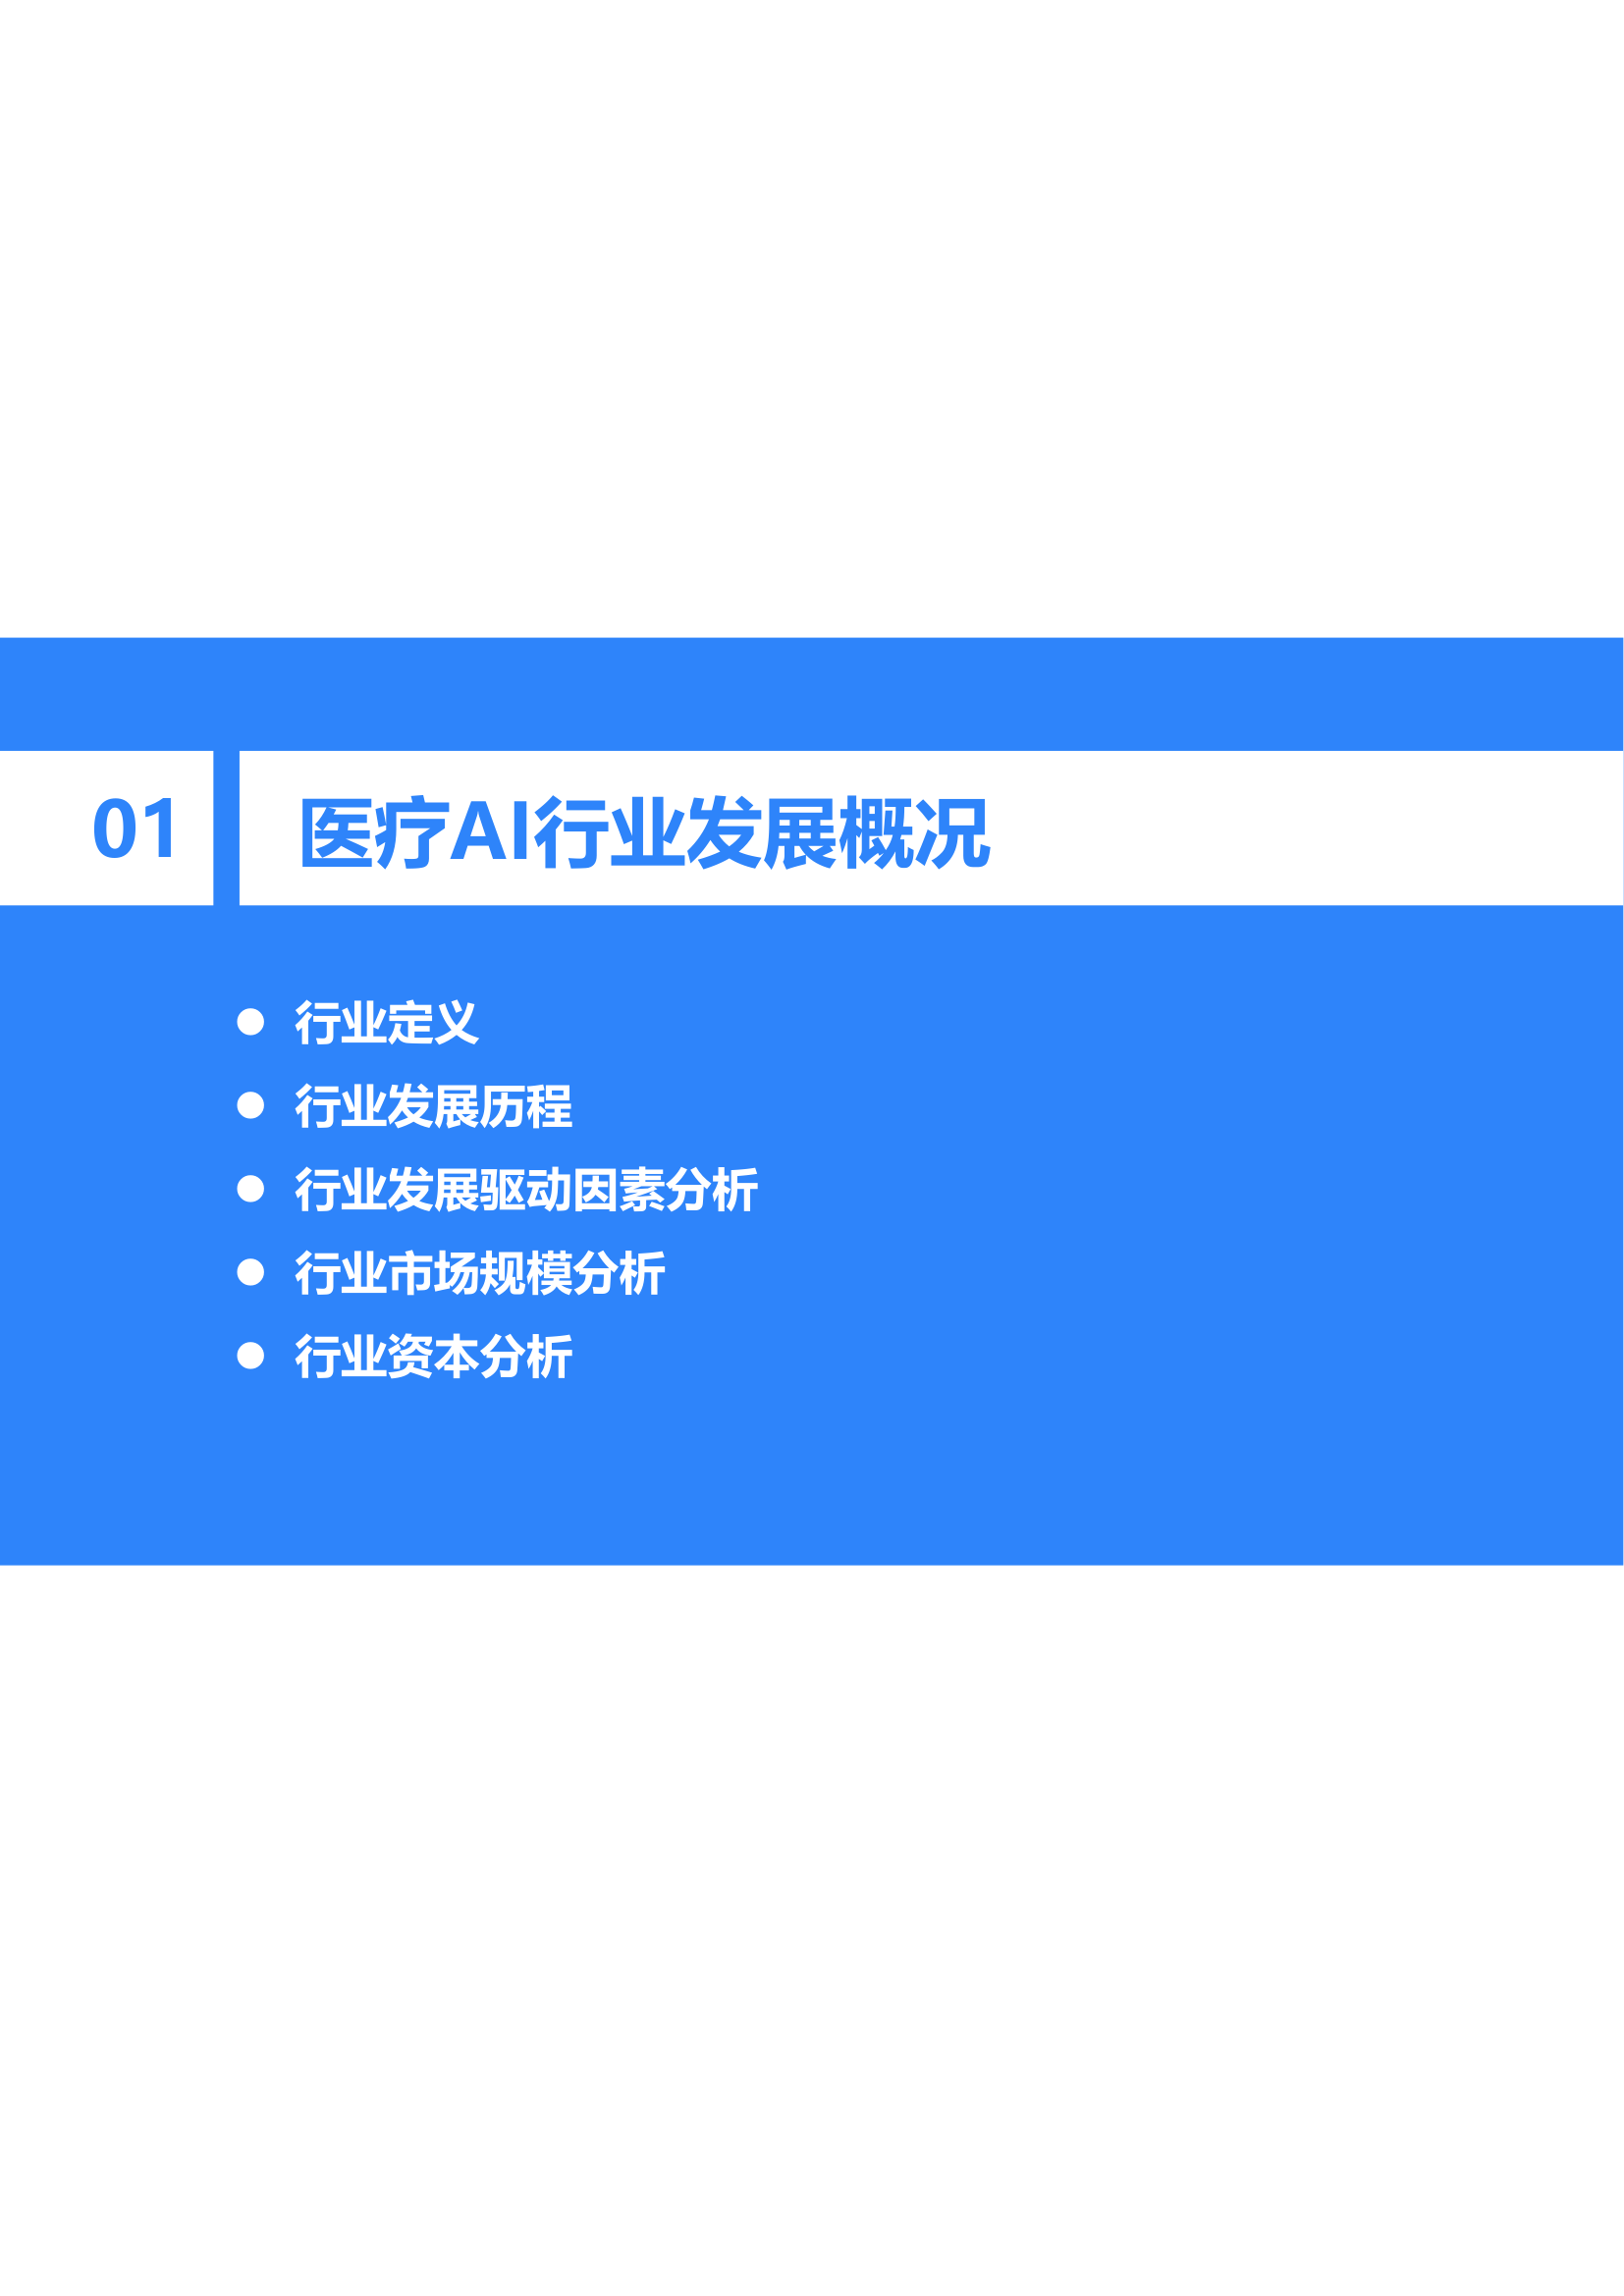 01 医疗AI行业发展概况
行业定义
行业发展历程
行业发展驱动因素分析
行业市场规模分析
行业资本分析